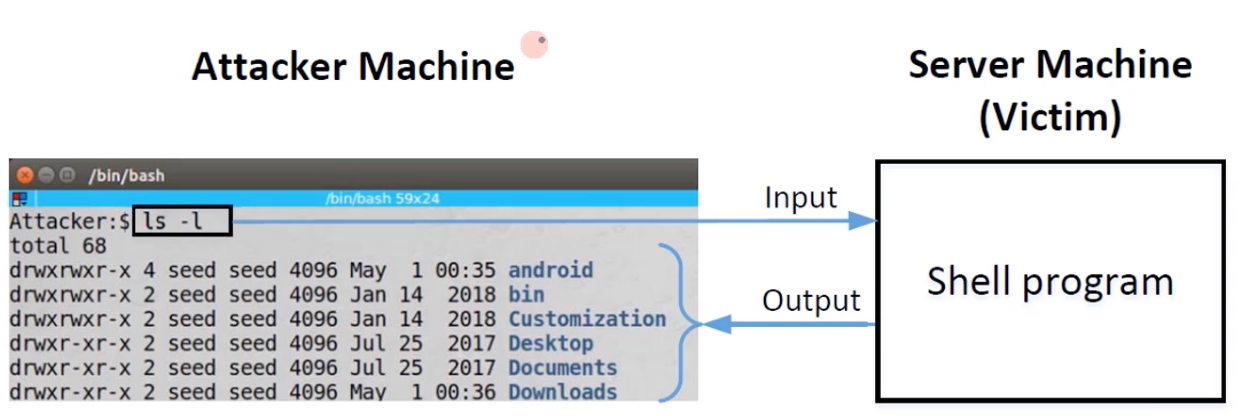 Attacker Machine
Server Machine
(Victim)
/bin/bash
/bin/bash 59x24
Attacker:$ ls -l
total 68
drwxrwxr-x 4 seed seed 4096 May  1 00:35 android
drwxrwxr-x 2 seed seed 4096 Jan 14  2018 bin
drwxrwxr-x 2 seed seed 4096 Jan 14  2018 Customization
drwxr-xr-x 2 seed seed 4096 Jul 25  2017 Desktop
drwxr-xr-x 2 seed seed 4096 Jul 25  2017 Documents
drwxr-xr-x 2 seed seed 4096 May  1 00:36 Downloads
Input
Output
Shell program